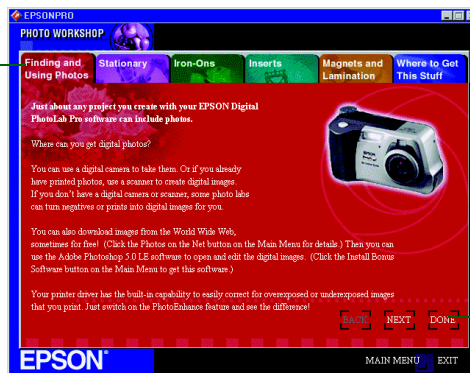 EPSONPRO
PHOTO WORKSHOP
Finding and
Using Photos
Stationary
Iron-Ons
Inserts
Magnets and
Lamination
Where to Get
This Stuff
Just about any project you create with your EPSON Digital
PhotoLab Pro software can include photos.
Where can you get digital photos?
You can use a digital camera to take them. Or if you already
have printed photos, use a scanner to create digital images.
If you don't have a digital camera or scanner, some photo labs
can turn negatives or prints into digital images for you.
You can also download images from the World Wide Web,
sometimes for free! (Click the Photos on the Net button on the Main Menu for details.) Then you can
use the Adobe Photoshop 5.0 LE software to open and edit the digital images. (Click the Install Bonus
Software button on the Main Menu to get this software.)
Your printer driver has the built-in capability to easily correct for overexposed or underexposed images
that you print. Just switch on the PhotoEnhance feature and see the difference!
BACK
NEXT
DONE
EPSON®
MAIN MENU
EXIT